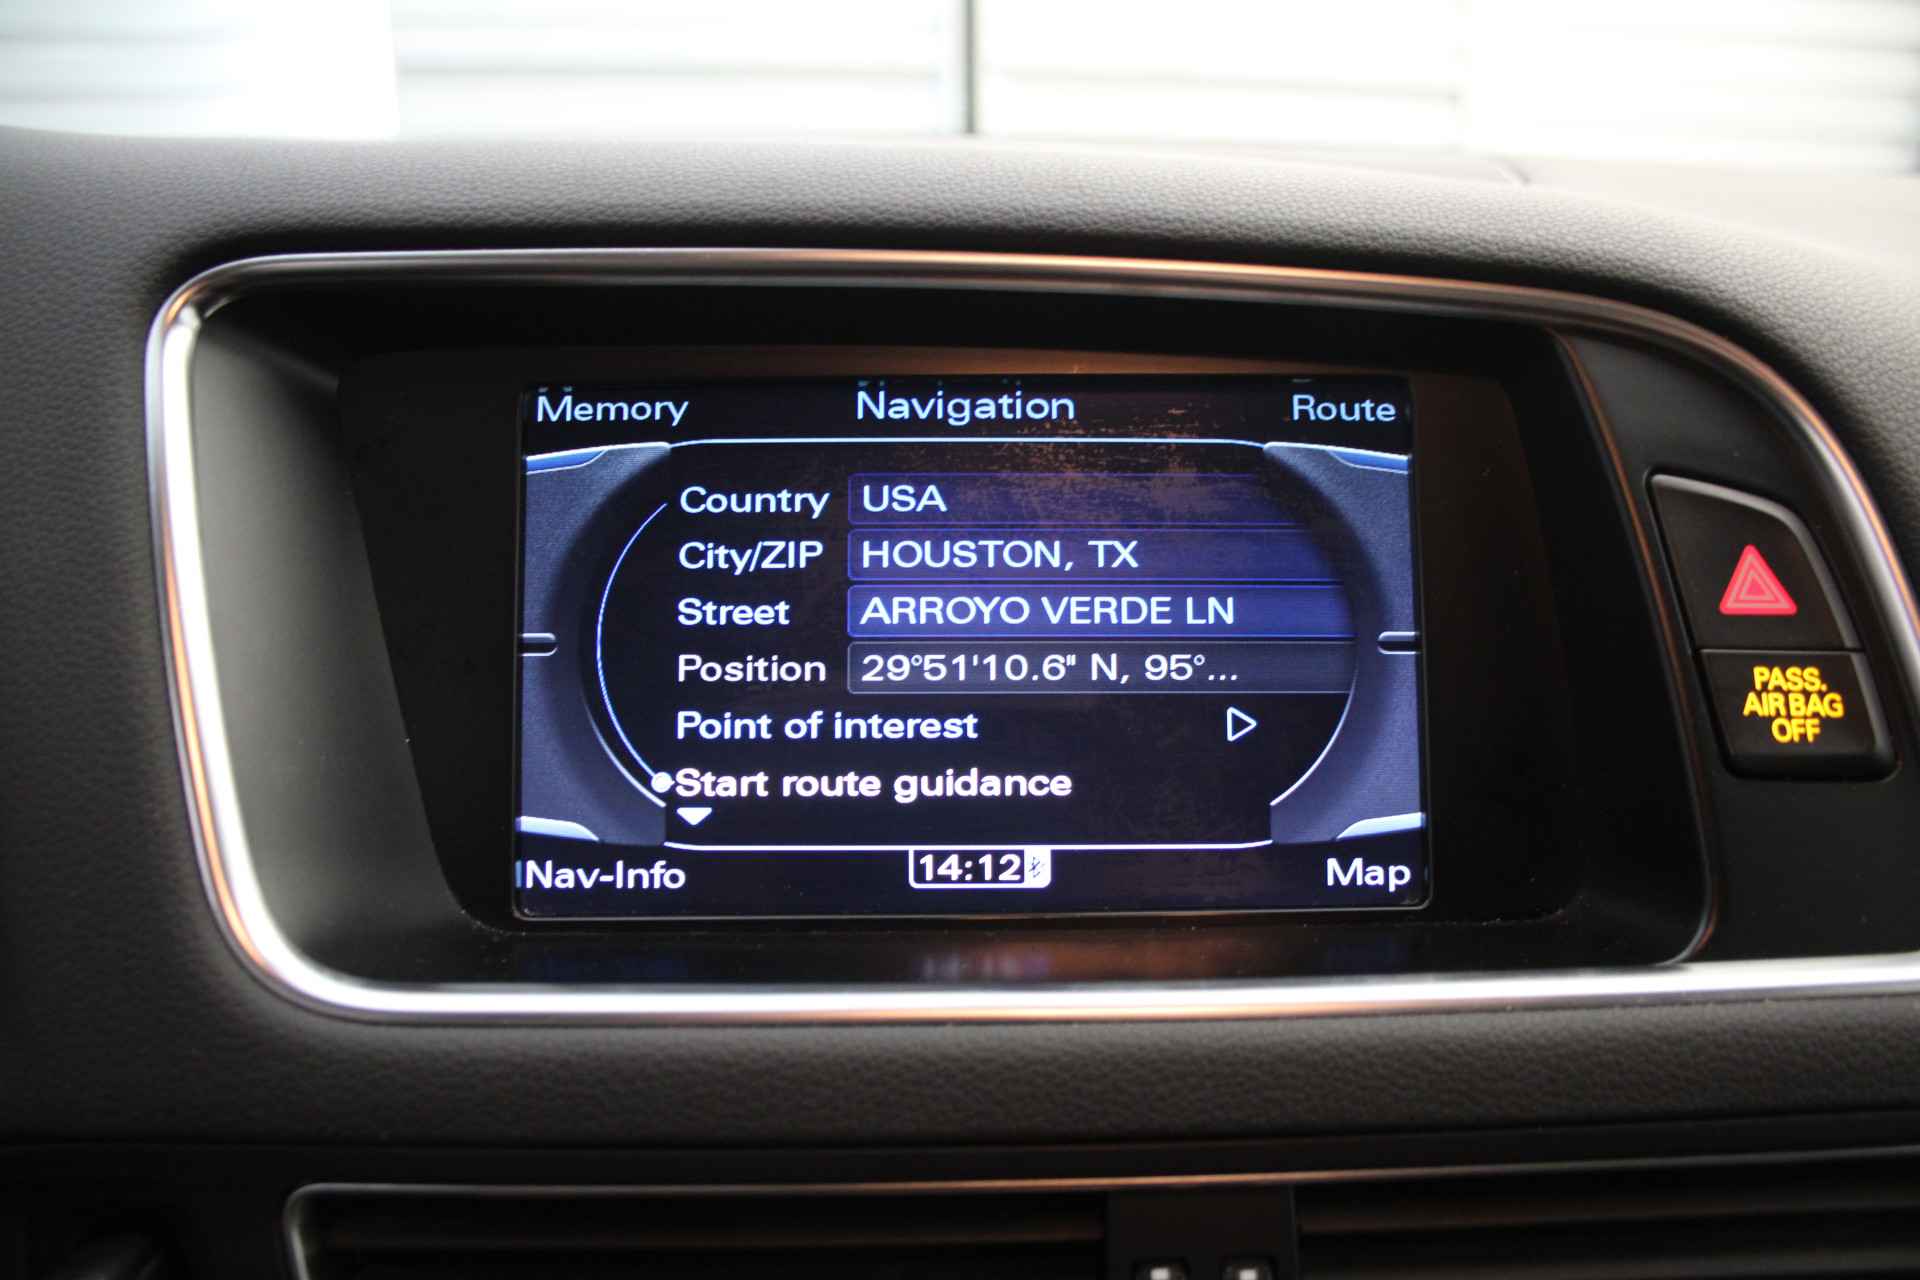 Memory Navigation Route
Country USA
City/ZIP HOUSTON, TX
Street ARROYO VERDE LN
Position 29°51'10.6" N, 95°...
Point of interest
Start route guidance
Nav-Info 14:12 Map
PASS.
AIR BAG
OFF